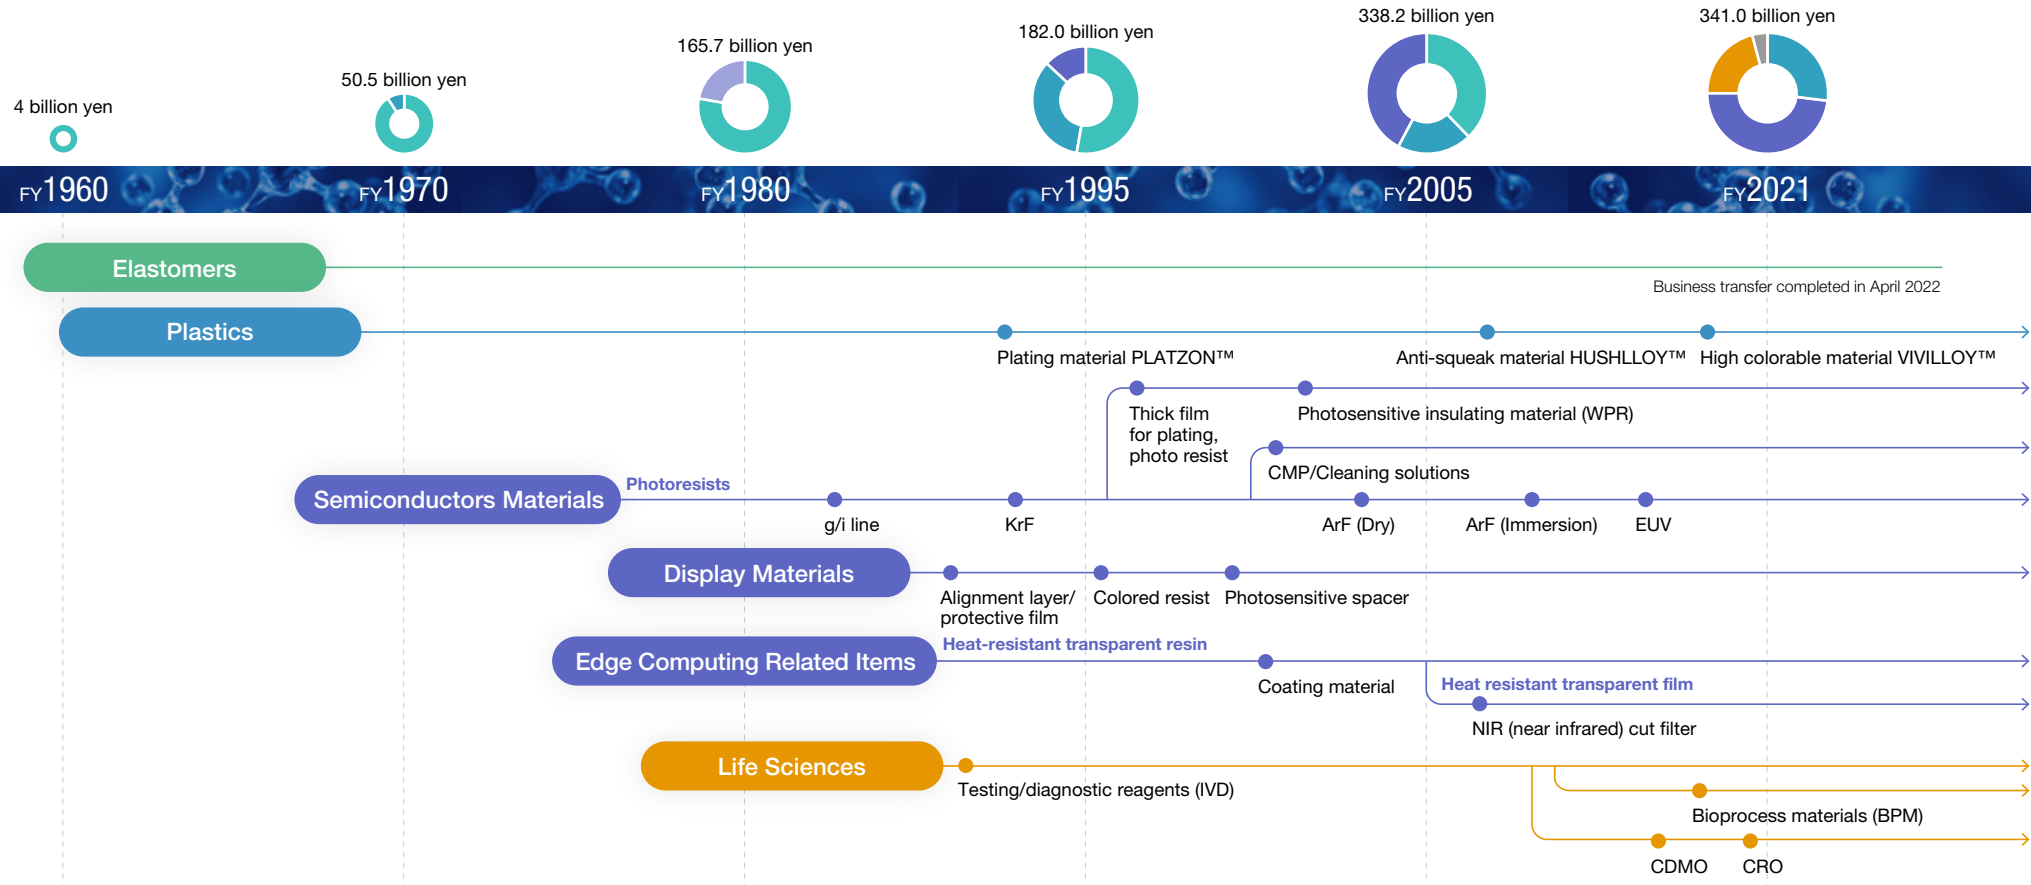 4 billion yen
50.5 billion yen
165.7 billion yen
182.0 billion yen
338.2 billion yen
341.0 billion yen
FY1960
FY1970
FY1980
FY1995
FY2005
FY2021
Elastomers
Business transfer completed in April 2022
Plastics
Plating material PLATZON™
Anti-squeak material HUSHLLOY™
High colorable material VIVILLOY™
Thick film
for plating,
photo resist
Photosensitive insulating material (WPR)
CMP/Cleaning solutions
Semiconductors Materials
Photoresists
g/i line
KrF
ArF (Dry)
ArF (Immersion)
EUV
Display Materials
Alignment layer/
protective film
Colored resist
Photosensitive spacer
Edge Computing Related Items
Heat-resistant transparent resin
Coating material
Heat resistant transparent film
NIR (near infrared) cut filter
Life Sciences
Testing/diagnostic reagents (IVD)
Bioprocess materials (BPM)
CDMO
CRO